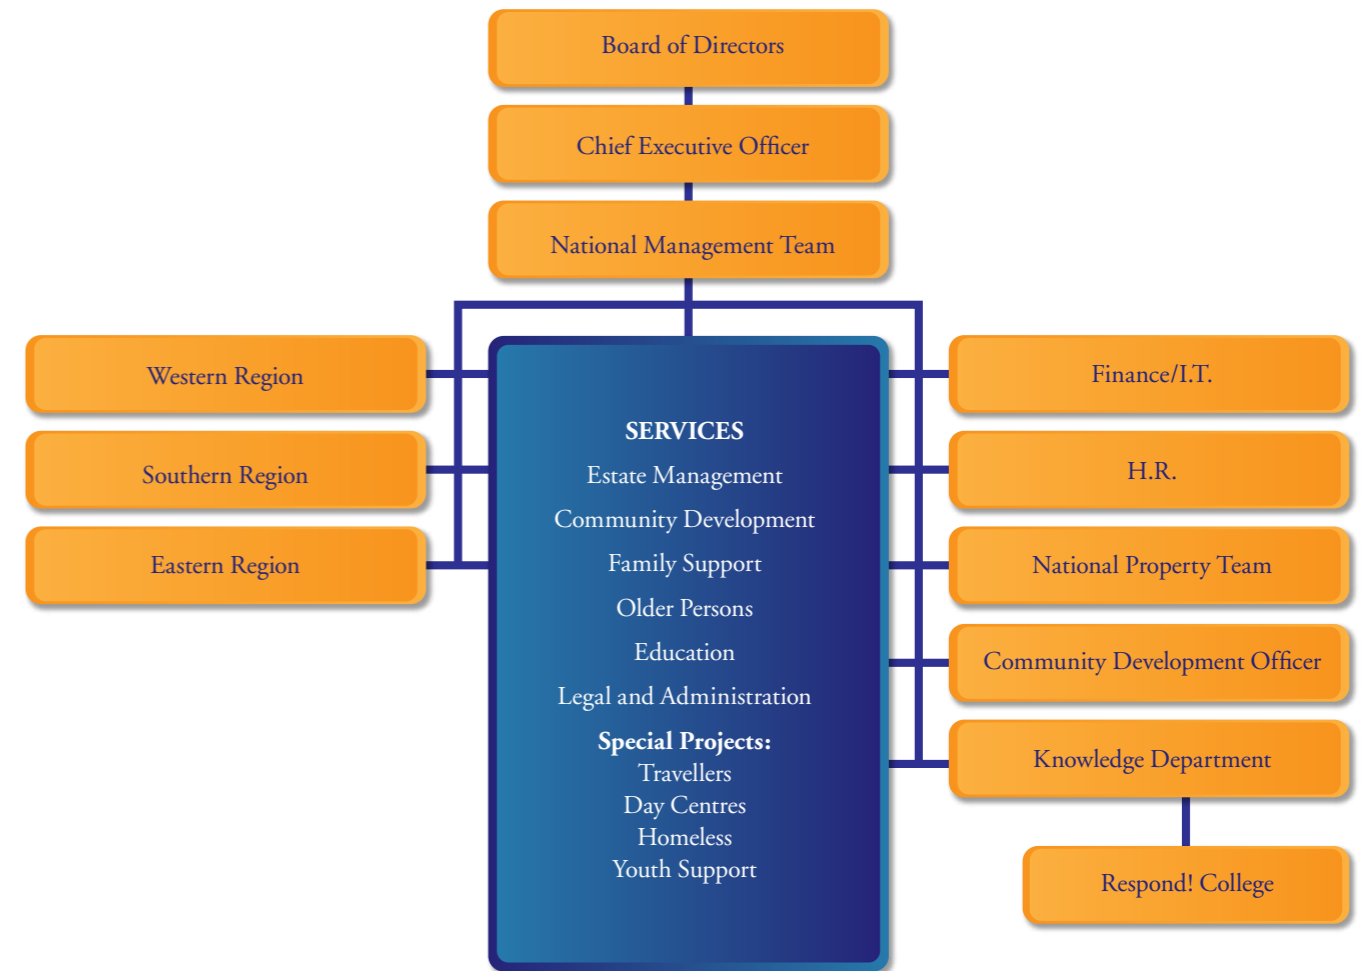 Board of Directors
Chief Executive Officer
National Management Team
Western Region
Southern Region
Eastern Region
SERVICES
Estate Management
Community Development
Family Support
Older Persons
Education
Legal and Administration
Special Projects:
Travellers
Day Centres
Homeless
Youth Support
Finance/I.T.
H.R.
National Property Team
Community Development Officer
Knowledge Department
Respond! College